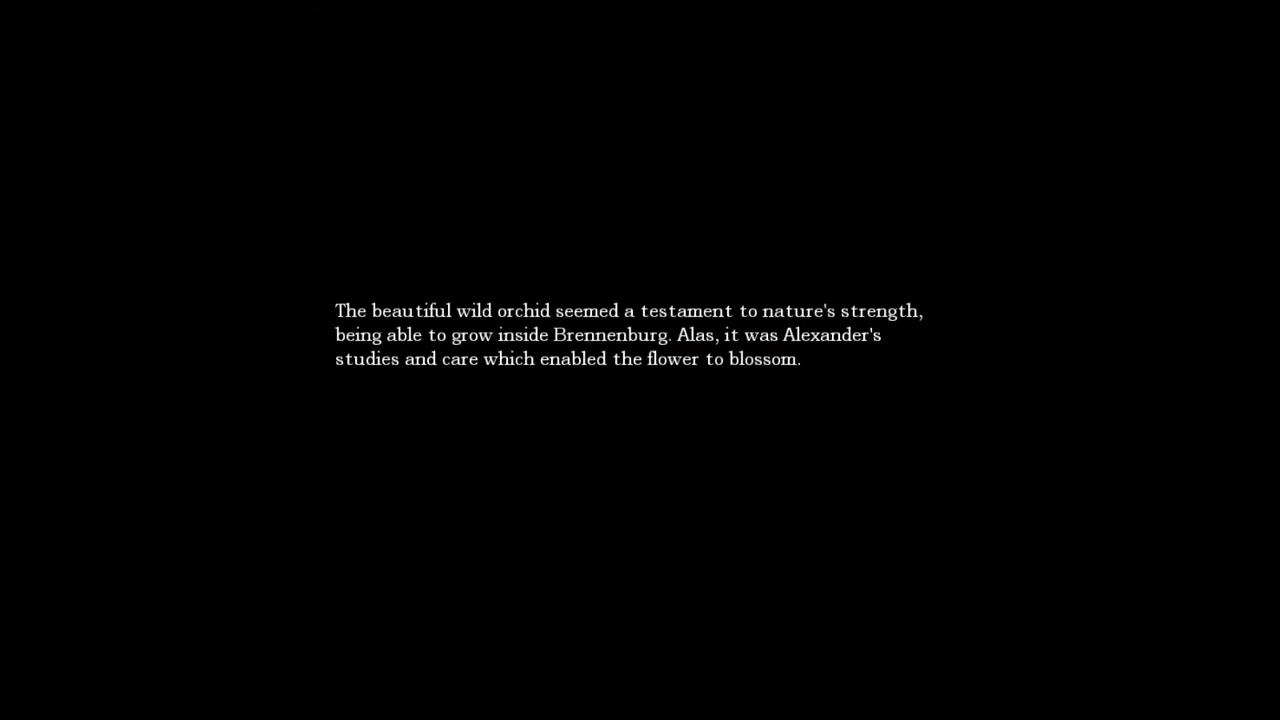 The beautiful wild orchid seemed a testament to nature's strength,
being able to grow inside Brennenburg. Alas, it was Alexander's
studies and care which enabled the flower to blossom.